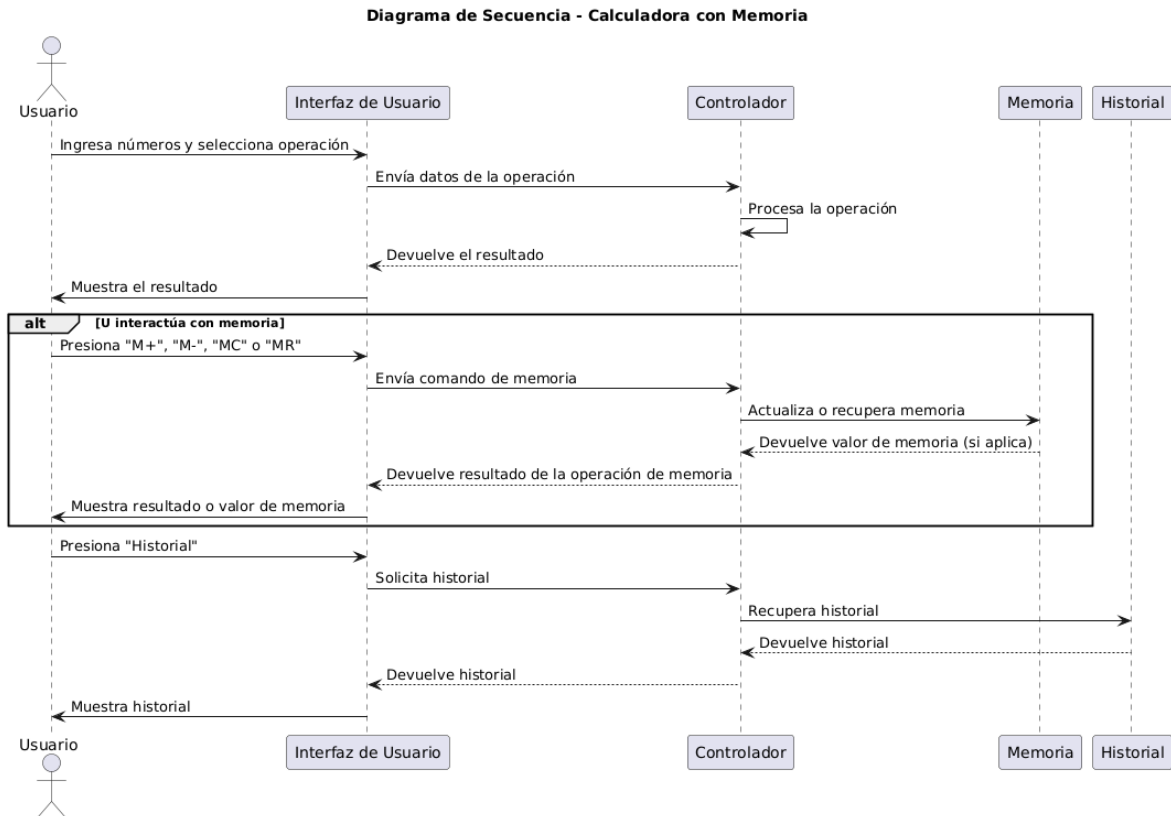 Diagrama de Secuencia - Calculadora con Memoria
Usuario
Interfaz de Usuario
Controlador
Memoria
Historial
Ingresa números y selecciona operación
Envía datos de la operación
Procesa la operación
Devuelve el resultado
Muestra el resultado
alt
[U interactúa con memoria]
Presiona "M+", "M-", "MC" o "MR"
Envía comando de memoria
Actualiza o recupera memoria
Devuelve valor de memoria (si aplica)
Devuelve resultado de la operación de memoria
Muestra resultado o valor de memoria
Presiona "Historial"
Solicita historial
Recupera historial
Devuelve historial
Devuelve historial
Muestra historial
Usuario
Interfaz de Usuario
Controlador
Memoria
Historial